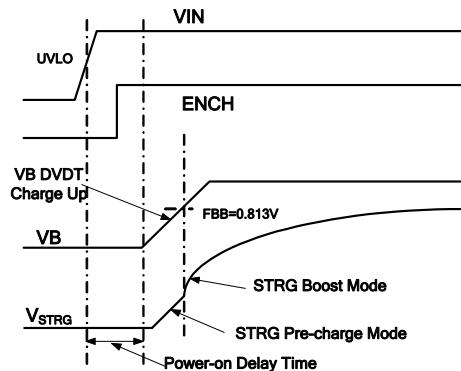 VIN
UVLO
ENCH
VB DVDT
Charge Up
FBB=0.813V
VB
STRG Boost Mode
VSTRG
STRG Pre-charge Mode
Power-on Delay Time